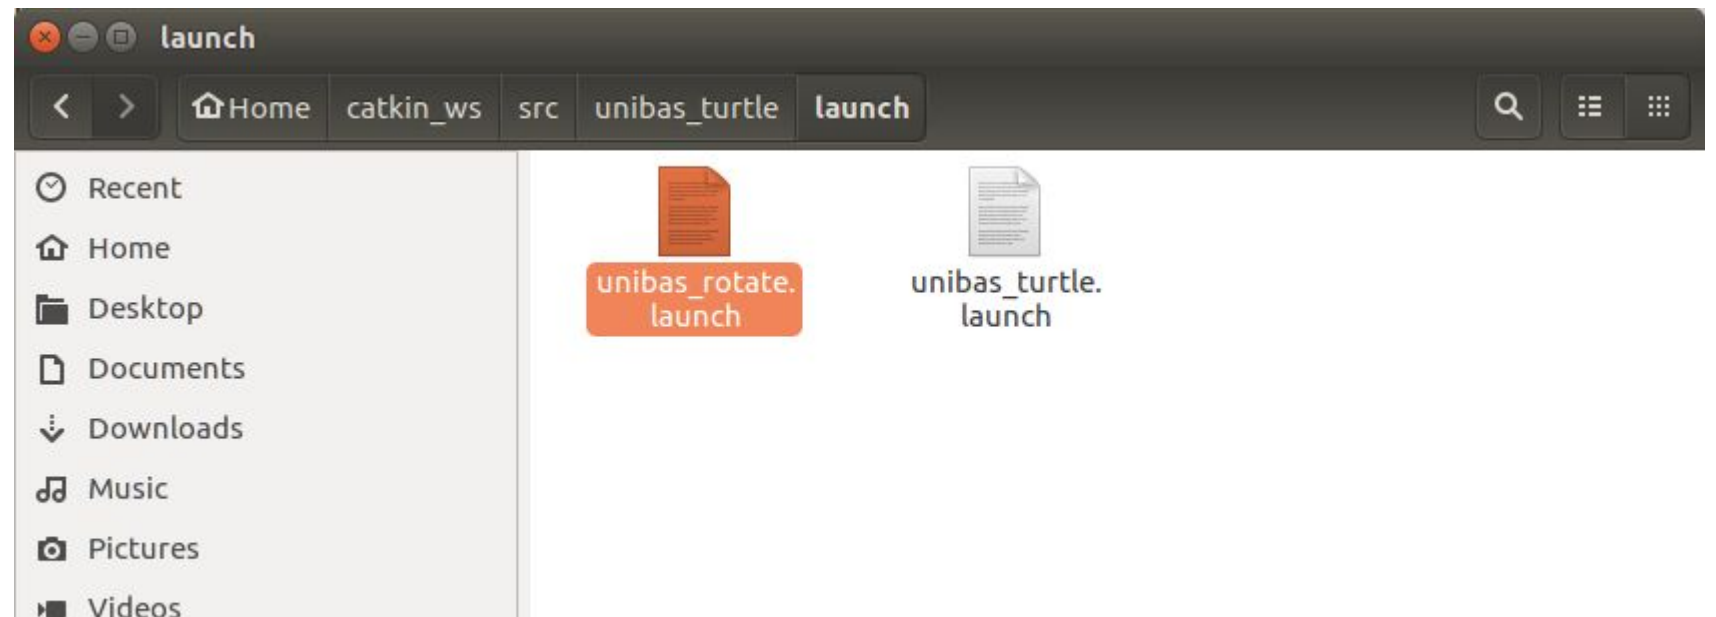 launch
Home catkin_ws src unibas_turtle launch
Recent
Home
Desktop
Documents
Downloads
Music
Pictures
Videos
unibas_rotate.
launch
unibas_turtle.
launch